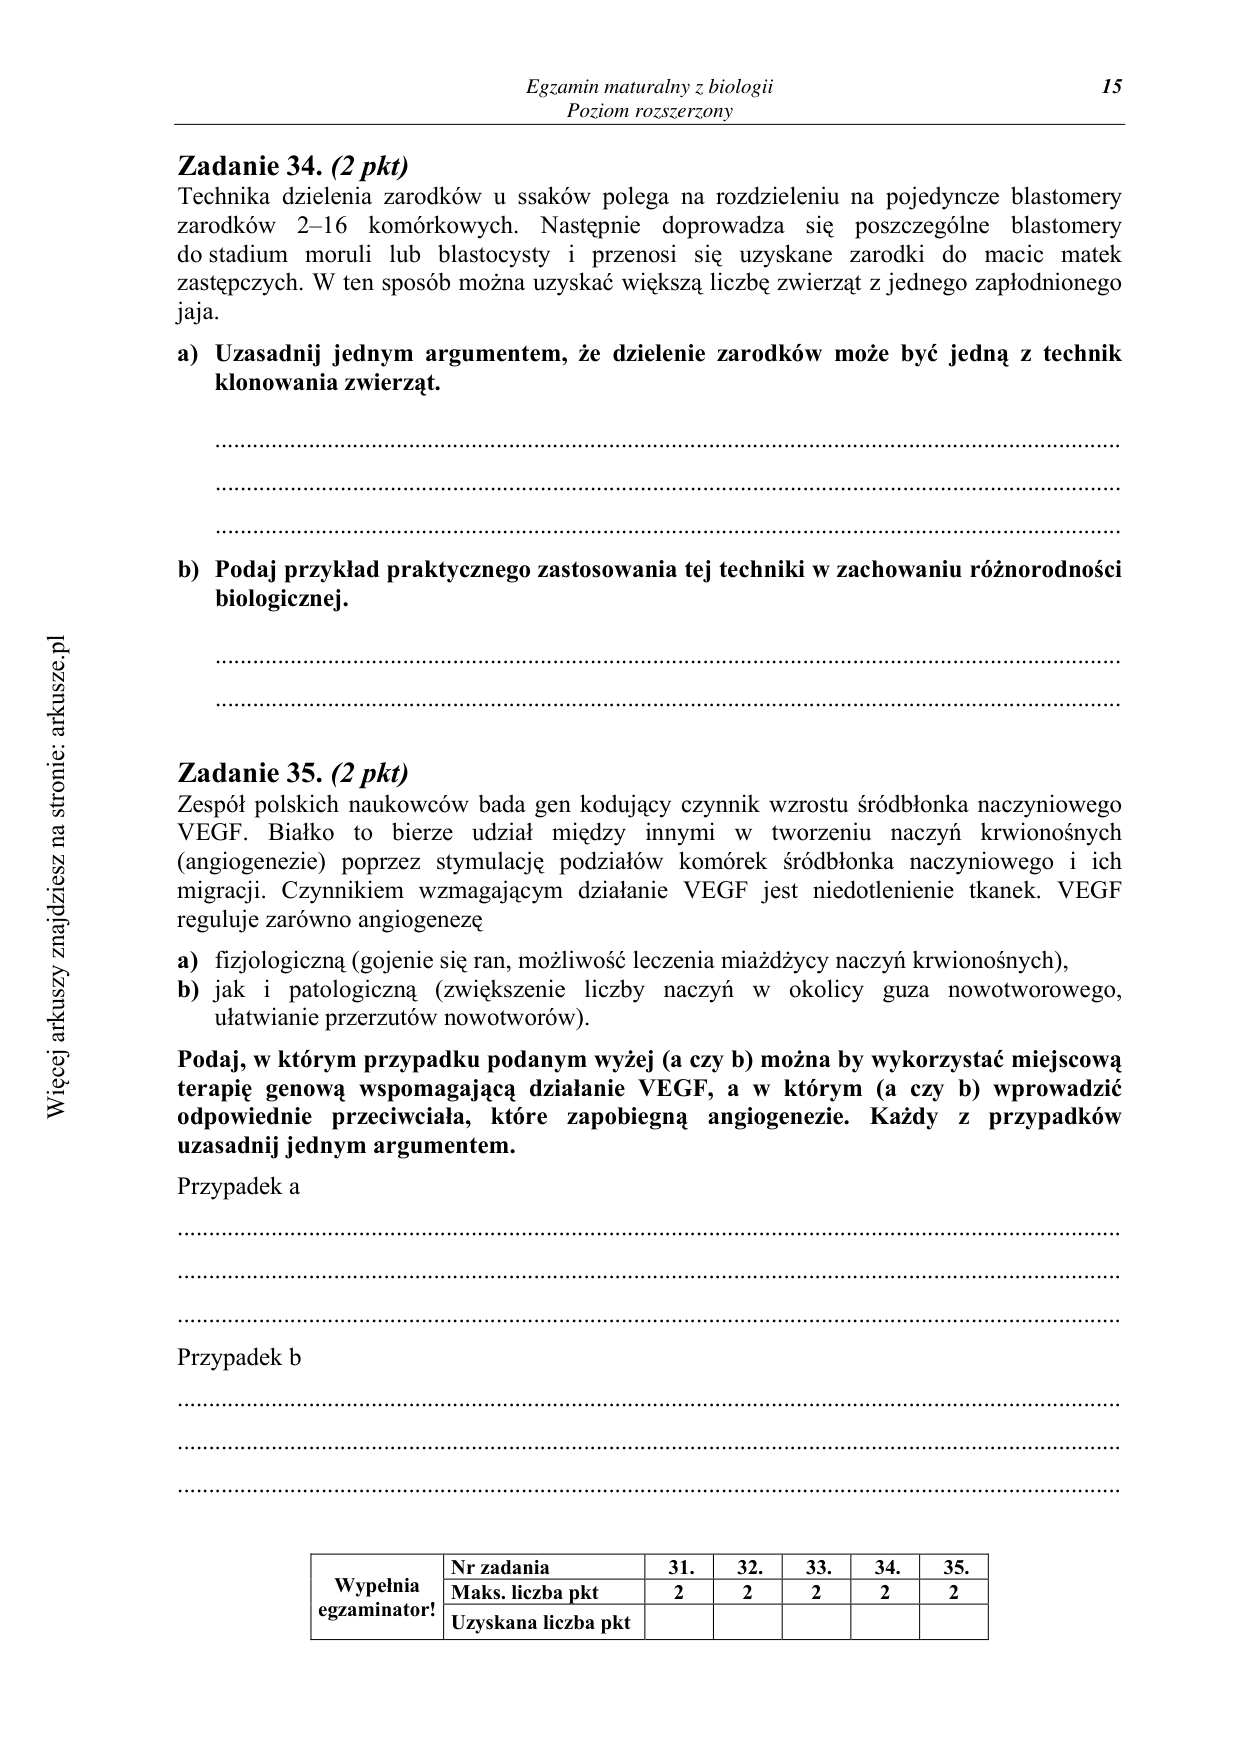 Egzamin maturalny z biologii
Poziom rozszerzony
15
Zadanie 34. (2 pkt)
Technika dzielenia zarodków u ssaków polega na rozdzieleniu na pojedyncze blastomery
zarodków 2–16 komórkowych. Następnie doprowadza się poszczególne blastomery
do stadium moruli lub blastocysty i przenosi się uzyskane zarodki do macic matek
zastępczych. W ten sposób można uzyskać większą liczbę zwierząt z jednego zapłodnionego
jaja.
a) Uzasadnij jednym argumentem, że dzielenie zarodków może być jedną z technik
klonowania zwierząt.
b) Podaj przykład praktycznego zastosowania tej techniki w zachowaniu różnorodności
biologicznej.
Zadanie 35. (2 pkt)
Zespół polskich naukowców bada gen kodujący czynnik wzrostu śródbłonka naczyniowego
VEGF. Białko to bierze udział między innymi w tworzeniu naczyń krwionośnych
(angiogenezie) poprzez stymulację podziałów komórek śródbłonka naczyniowego i ich
migracji. Czynnikiem wzmagającym działanie VEGF jest niedotlenienie tkanek. VEGF
reguluje zarówno angiogenezę
a) fizjologiczną (gojenie się ran, możliwość leczenia miażdżycy naczyń krwionośnych),
b) jak i patologiczną (zwiększenie liczby naczyń w okolicy guza nowotworowego,
ułatwianie przerzutów nowotworów).
Podaj, w którym przypadku podanym wyżej (a czy b) można by wykorzystać miejscową
terapię genową wspomagającą działanie VEGF, a w którym (a czy b) wprowadzić
odpowiednie przeciwciała, które zapobiegną angiogenezie. Każdy z przypadków
uzasadnij jednym argumentem.
Przypadek a
Przypadek b
Wypełnia
egzaminator!
Nr zadania 31. 32. 33. 34. 35.
Maks. liczba pkt 2 2 2 2 2
Uzyskana liczba pkt
Więcej arkuszy znajdziesz na stronie: arkusze.pl